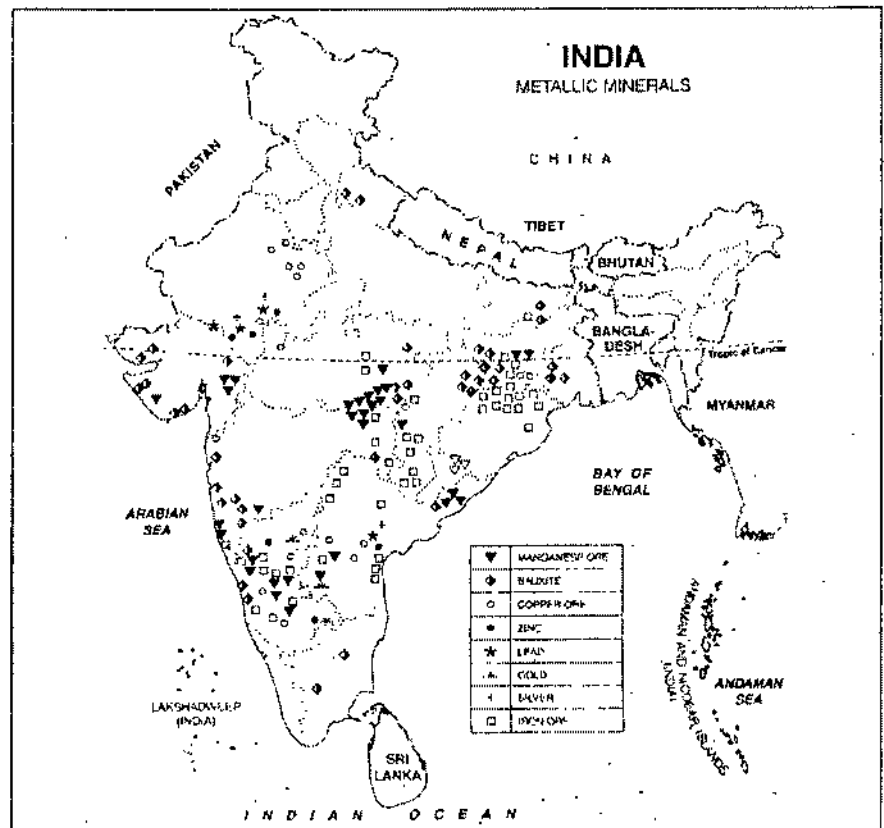 INDIA
METALLIC MINERALS
PAKISTAN
CHINA
TIBET
NEPAL
BHUTAN
BANGLA-
DESH
Tropic of Cancer
MYANMAR
BAY OF
BENGAL
ARABIAN
SEA
MANGANESE ORE
BAUXITE
COPPER ORE
ZINC
LEAD
GOLD
SILVER
IRON ORE
LAKSHADWEEP
(INDIA)
ANDAMAN AND NICOBAR ISLANDS
(INDIA)
ANDAMAN
SEA
SRI
LANKA
INDIAN OCEAN